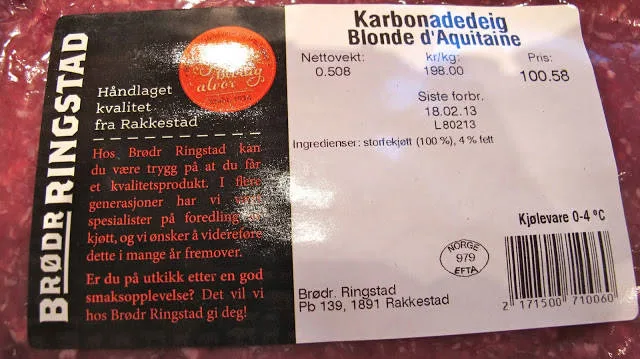 BRØDR RINGSTAD
Håndlaget
kvalitet
fra Rakkestad
Bloddig
alvor
Hos Brødr Ringstad kan
du være trygg på at du får
et kvalitetsprodukt. I flere
generasjoner har vi vært
spesialister på foredling
kjøtt, og vi ønsker å videreføre
dette i mange år fremover.
Er du på utkikk etter en god
smaksopplevelse? Det vil vi
hos Brødr Ringstad gi deg!
Karbonadedeig
Blonde d'Aquitaine
Nettovekt: kr/kg: Pris:
0.508 198.00 100.58
Siste forbr.
18.02.13
L80213
Ingredienser: storfekjøtt (100 %), 4 % fett
Kjølevare 0-4 ºC
NORGE
979
EFTA
Brødr. Ringstad
Pb 139, 1891 Rakkestad
2 171500 710060